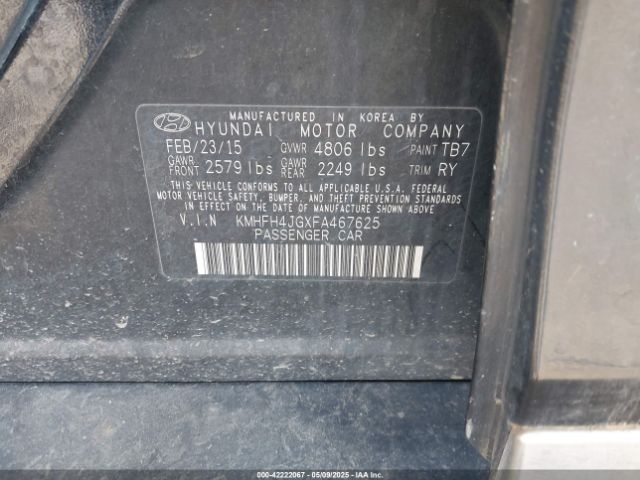 MANUFACTURED IN KOREA BY
HYUNDAI MOTOR COMPANY
FEB/23/15 GVWR 4806 lbs PAINT TB7
GAWR FRONT 2579 lbs GAWR REAR 2249 lbs TRIM RY
THIS VEHICLE CONFORMS TO ALL APPLICABLE U.S.A. FEDERAL
MOTOR VEHICLE SAFETY, BUMPER, AND THEFT PREVENTION STANDARDS
IN EFFECT ON THE DATE OF MANUFACTURE SHOWN ABOVE.
V.I.N KMHFH4JGXFA467625
PASSENGER CAR
000-42222067 05/09/2025 IAAI.COM